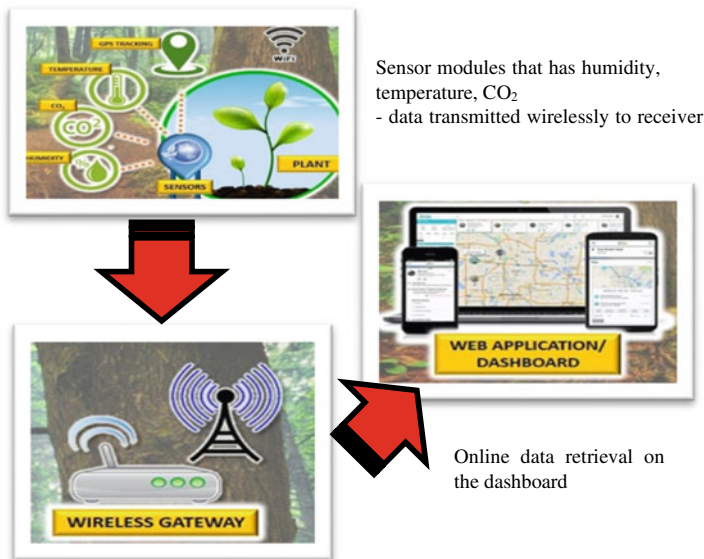 GPS TRACKING
WiFi
TEMPERATURE
CO₂
CO²
HUMIDITY
%
PLANT
SENSORS
Sensor modules that has humidity,
temperature, CO₂
- data transmitted wirelessly to receiver
WEB APPLICATION/
DASHBOARD
WIRELESS GATEWAY
Online data retrieval on
the dashboard